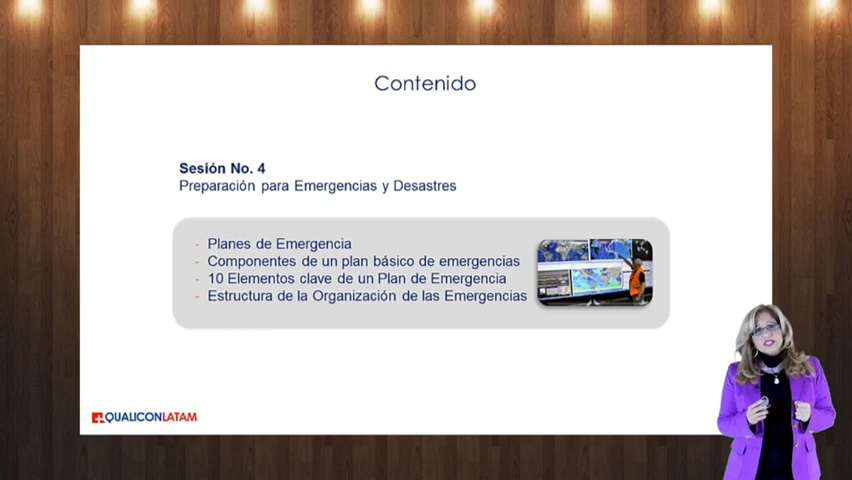 Contenido
Sesión No. 4
Preparación para Emergencias y Desastres
- Planes de Emergencia
- Componentes de un plan básico de emergencias
- 10 Elementos clave de un Plan de Emergencia
- Estructura de la Organización de las Emergencias
QUALICONLATAM